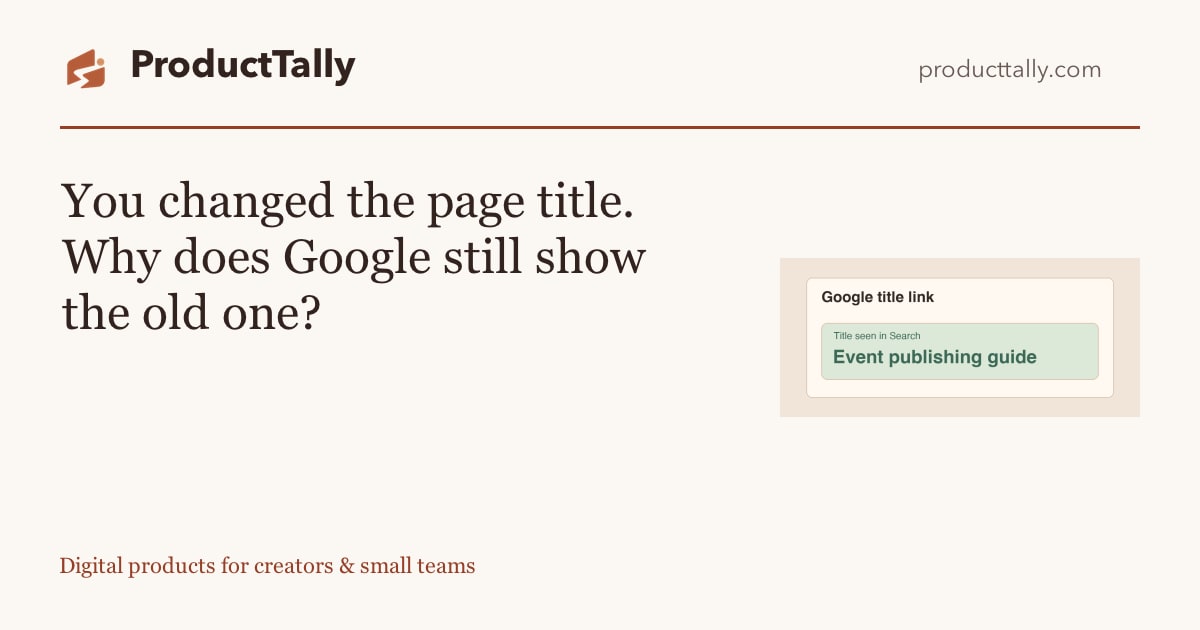 ProductTally
producttally.com
You changed the page title.
Why does Google still show
the old one?
Google title link
Title seen in Search
Event publishing guide
Digital products for creators & small teams